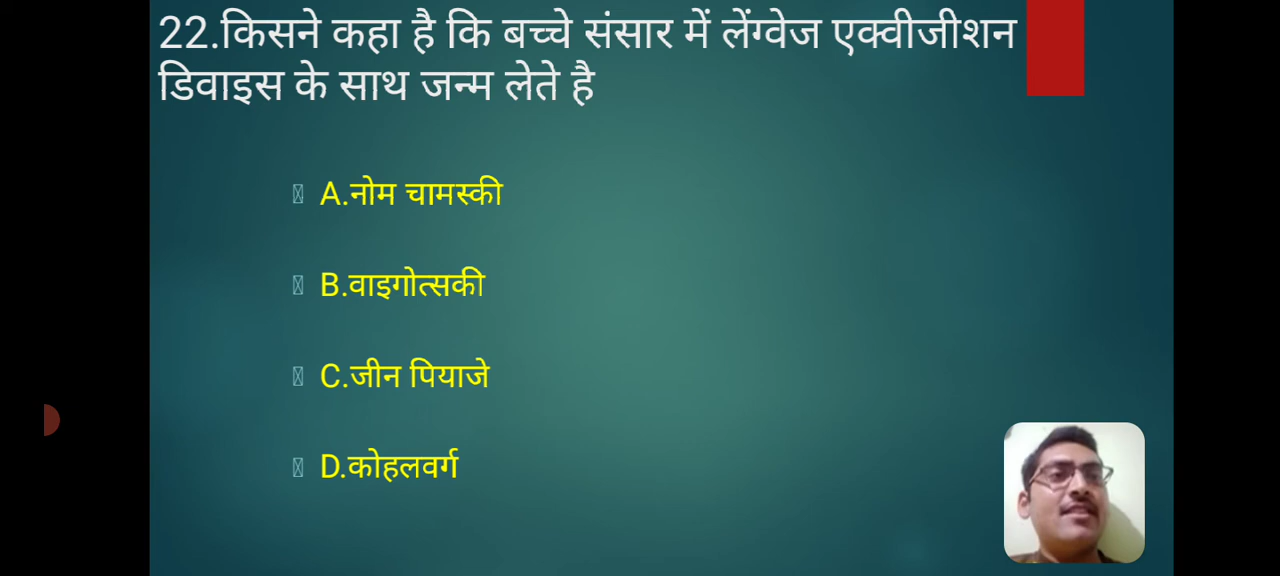 22.किसने कहा है कि बच्चे संसार में लेंग्वेज एक्वीजीशन
डिवाइस के साथ जन्म लेते है
A.नोम चामस्की
B.वाइगोत्सकी
C.जीन पियाजे
D.कोहलवर्ग